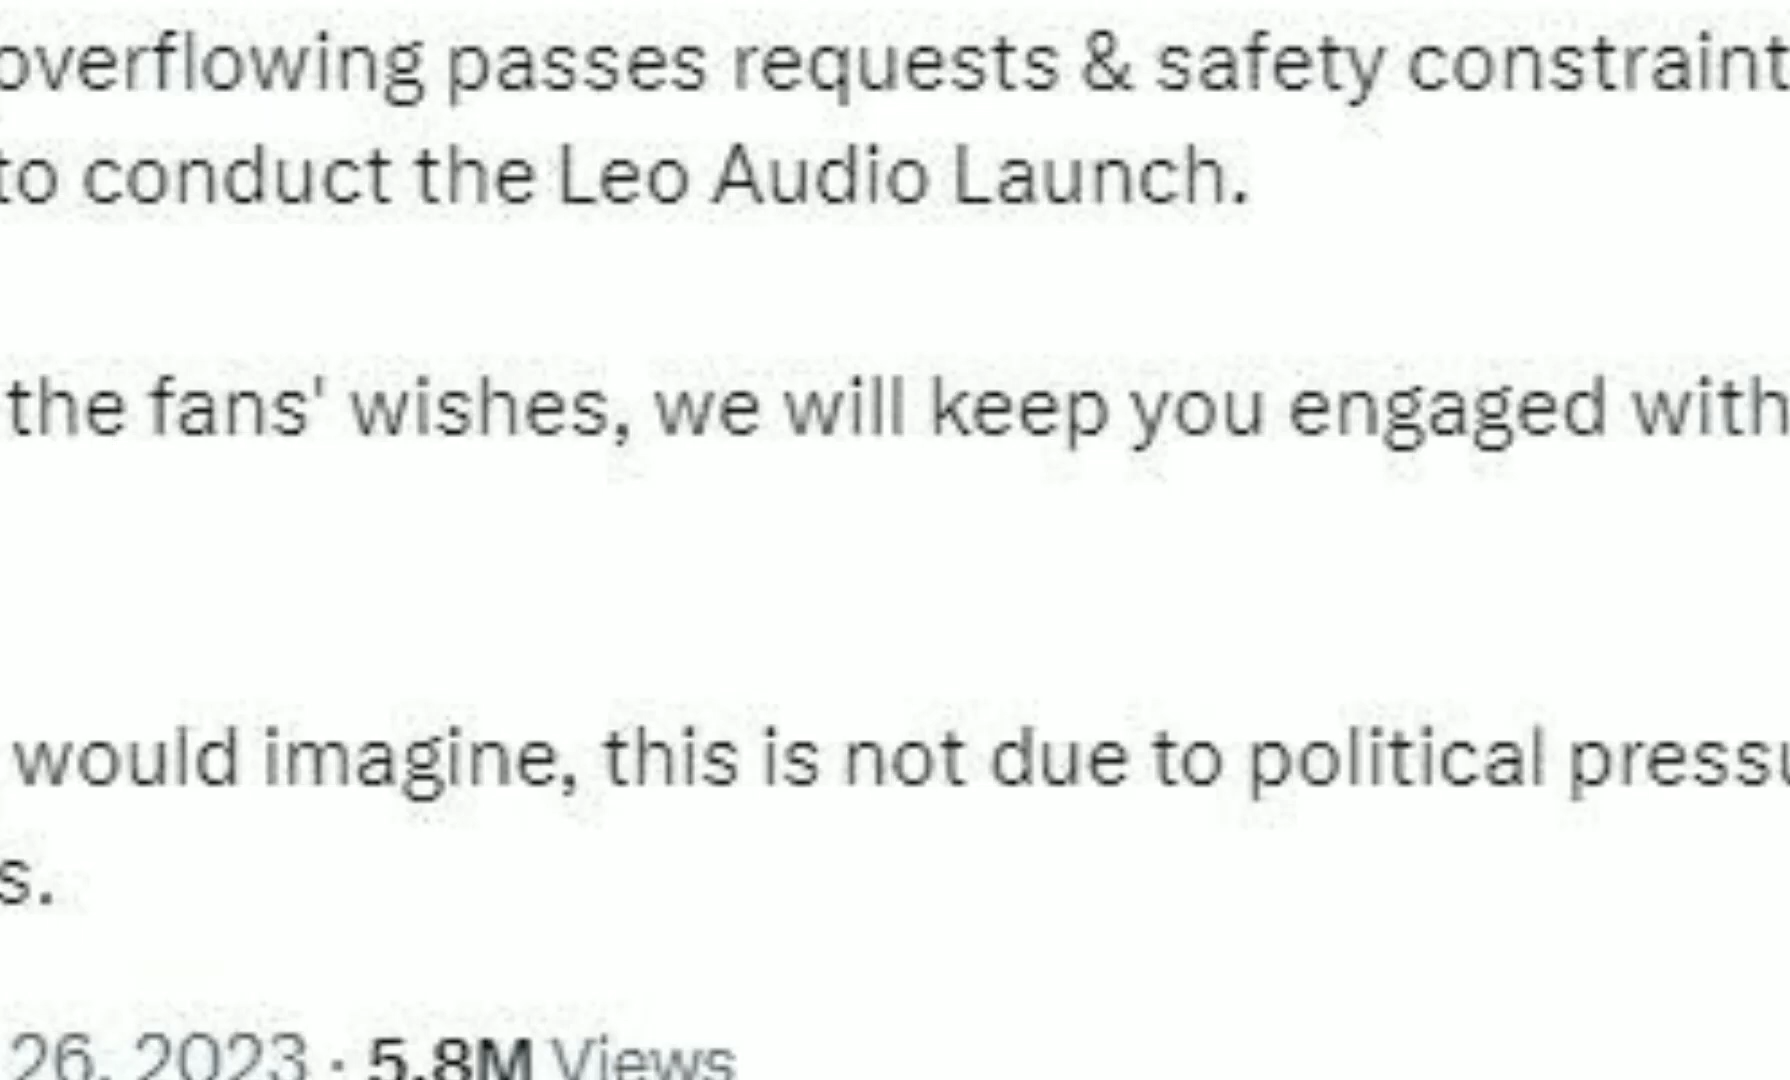 overflowing passes requests & safety constraint
to conduct the Leo Audio Launch.
the fans' wishes, we will keep you engaged with
would imagine, this is not due to political pressu
s.
26, 2023 · 5.8M Views